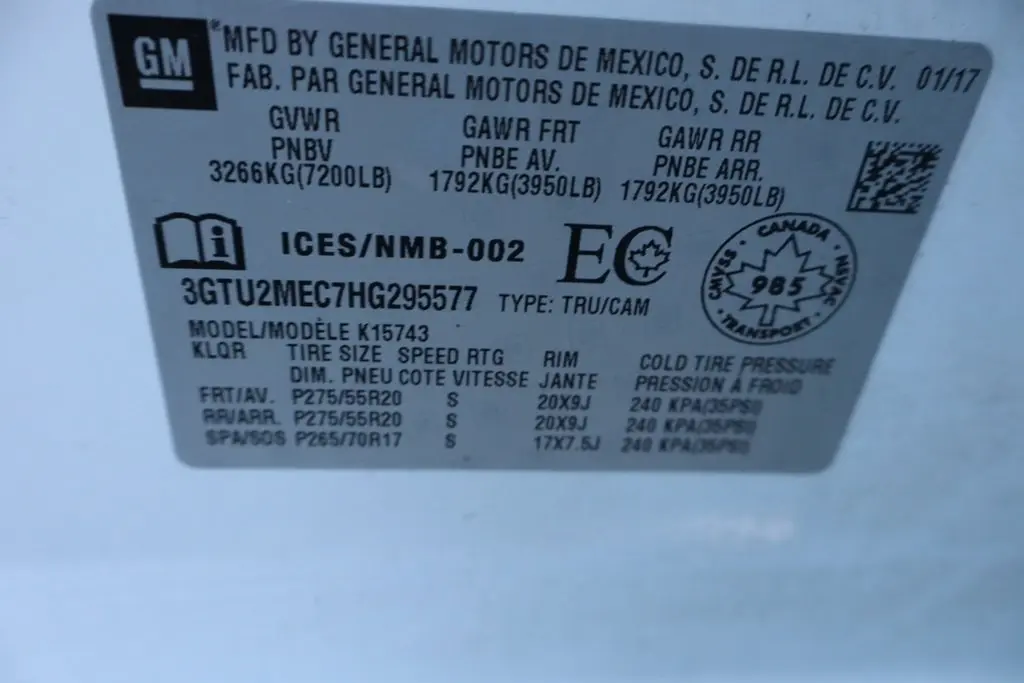 GM
MFD BY GENERAL MOTORS DE MEXICO, S. DE R.L. DE C.V. 01/17
FAB. PAR GENERAL MOTORS DE MEXICO, S. DE R.L. DE C.V.
GVWR GAWR FRT GAWR RR
PNBV PNBE AV. PNBE ARR.
3266KG(7200LB) 1792KG(3950LB) 1792KG(3950LB)
i ICES/NMB-002 EC
CANADA
CMVSS NSVAC
985
TRANSPORT
3GTU2MEC7HG295577 TYPE: TRU/CAM
MODEL/MODÈLE K15743
KLQR TIRE SIZE SPEED RTG RIM COLD TIRE PRESSURE
DIM. PNEU COTE VITESSE JANTE PRESSION À FROID
FRT/AV. P275/55R20 S 20X9J 240 KPA(35PSI)
RR/ARR. P275/55R20 S 20X9J 240 KPA(35PSI)
SPA/SOS P265/70R17 S 17X7.5J 240 KPA(35PSI)